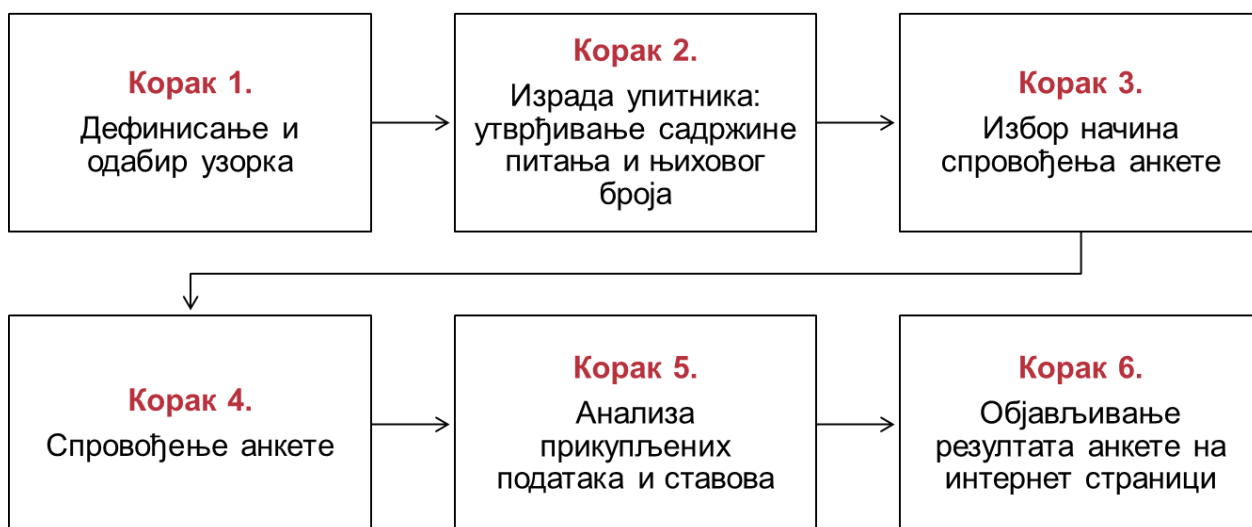 Корак 1.
Дефинисање и
одабир узорка
Корак 2.
Израда упитника:
утврђивање садржине
питања и њиховог
броја
Корак 3.
Избор начина
спровођења анкете
Корак 4.
Спровођење анкете
Корак 5.
Анализа
прикупљених
података и ставова
Корак 6.
Објављивање
резултата анкете на
интернет страници